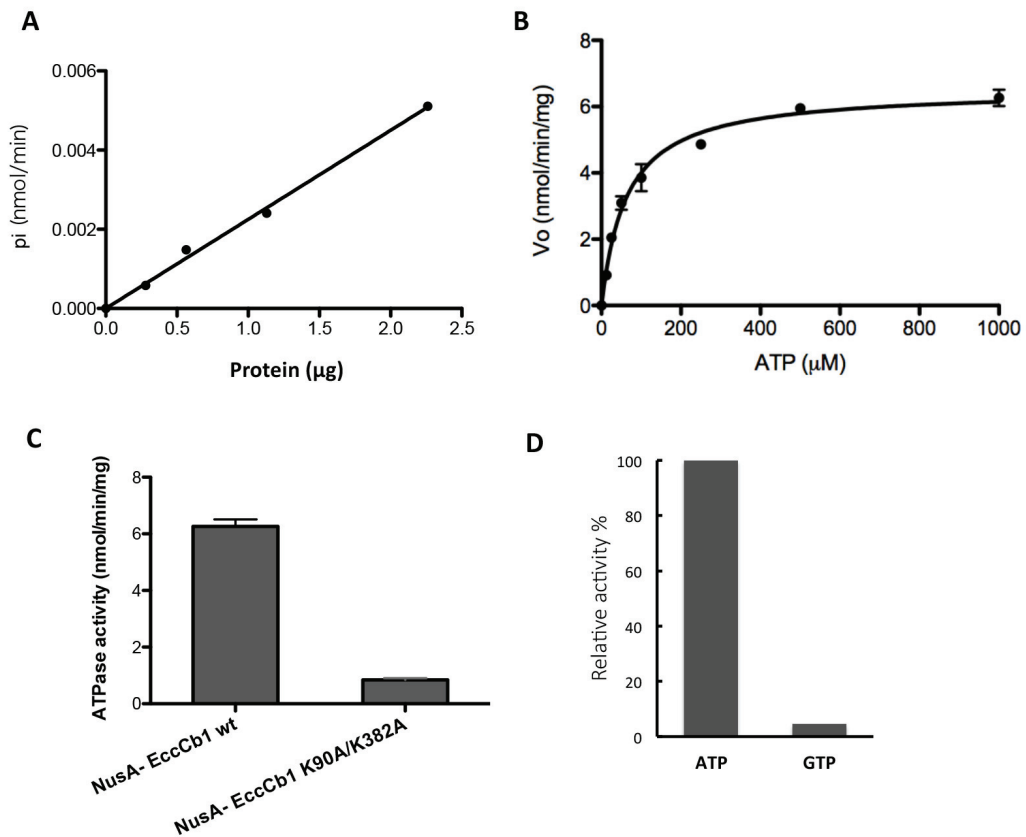 A
0.006
0.004
0.002
0.000
pi (nmol/min)
0.0 0.5 1.0 1.5 2.0 2.5
Protein (µg)
B
8
6
4
2
0
Vo (nmol/min/mg)
0 200 400 600 800 1000
ATP (µM)
C
8
6
4
2
0
ATPase activity (nmol/min/mg)
NusA- EccCb1 wt
NusA- EccCb1 K90A/K382A
D
100
80
60
40
20
0
Relative activity %
ATP GTP